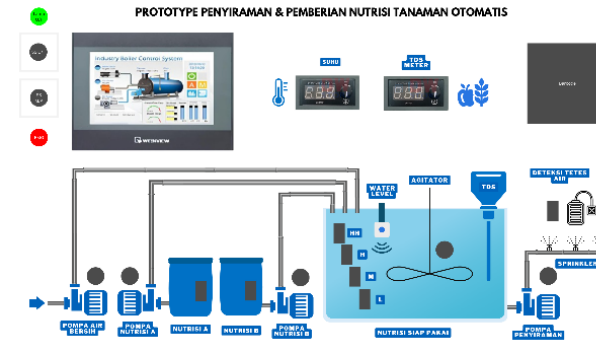 PROTOTYPE PENYIRAMAN & PEMBERIAN NUTRISI TANAMAN OTOMATIS
Industry Boiler Control System
WEINVIEW
SUHU
TDS
METER
DETEKSI TETES
AIR
WATER
LEVEL
AGITATOR
TDS
HH
H
M
L
SPRINKLER
POMPA AIR
BERSIH
POMPA
NUTRISI A
NUTRISI A
NUTRISI B
POMPA
NUTRISI B
NUTRISI SIAP PAKAI
POMPA
PENYIRAMAN